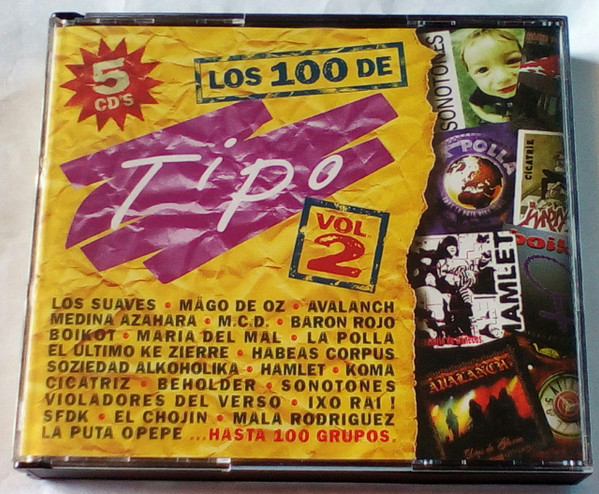 5
CD'S
LOS 100 DE
Tipo
VOL.
2
LOS SUAVES • MÄGO DE OZ • AVALANCH
MEDINA AZAHARA • M.C.D. • BARON ROJO
BOIKOT • MARIA DEL MAL • LA POLLA
EL ÚLTIMO KE ZIERRE • HABEAS CORPUS
SOZIEDAD ALKOHOLIKA • HAMLET • KOMA
CICATRIZ • BEHOLDER • SONOTONES
VIOLADORES DEL VERSO • IXO RAI !
SFDK • EL CHOJIN • MALA RODRIGUEZ
LA PUTA OPEPE ...HASTA 100 GRUPOS.
SONOTONES
POLLA
CICATRIZ
HAMLET
AVALANCH